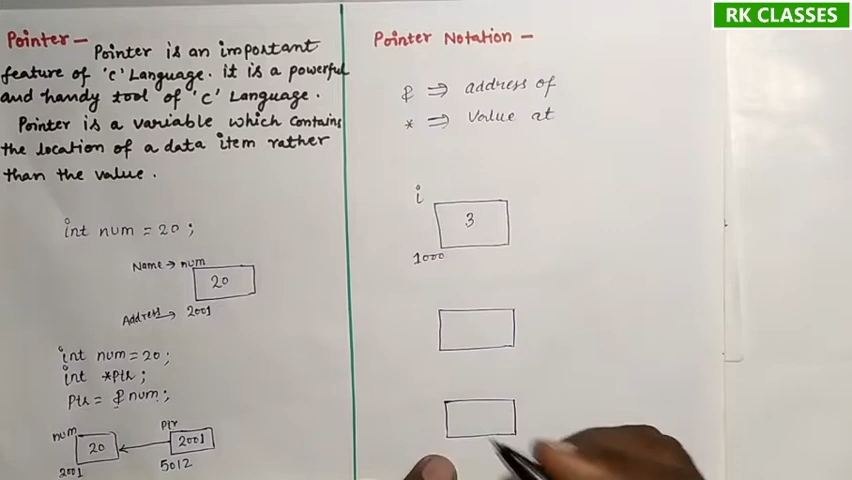 RK CLASSES
Pointer -
Pointer is an important
feature of 'C' Language. it is a powerful
and handy tool of 'C' Language.
Pointer is a variable which contains
the location of a data item rather
than the value.
int num = 20 ;
Name → num
20
Address → 2001
int num = 20 ;
int *Ptr ;
Ptr = & num ;
num
20
2001
ptr
2001
5012
Pointer Notation -
& ⇒ address of
* ⇒ value at
i
3
1000